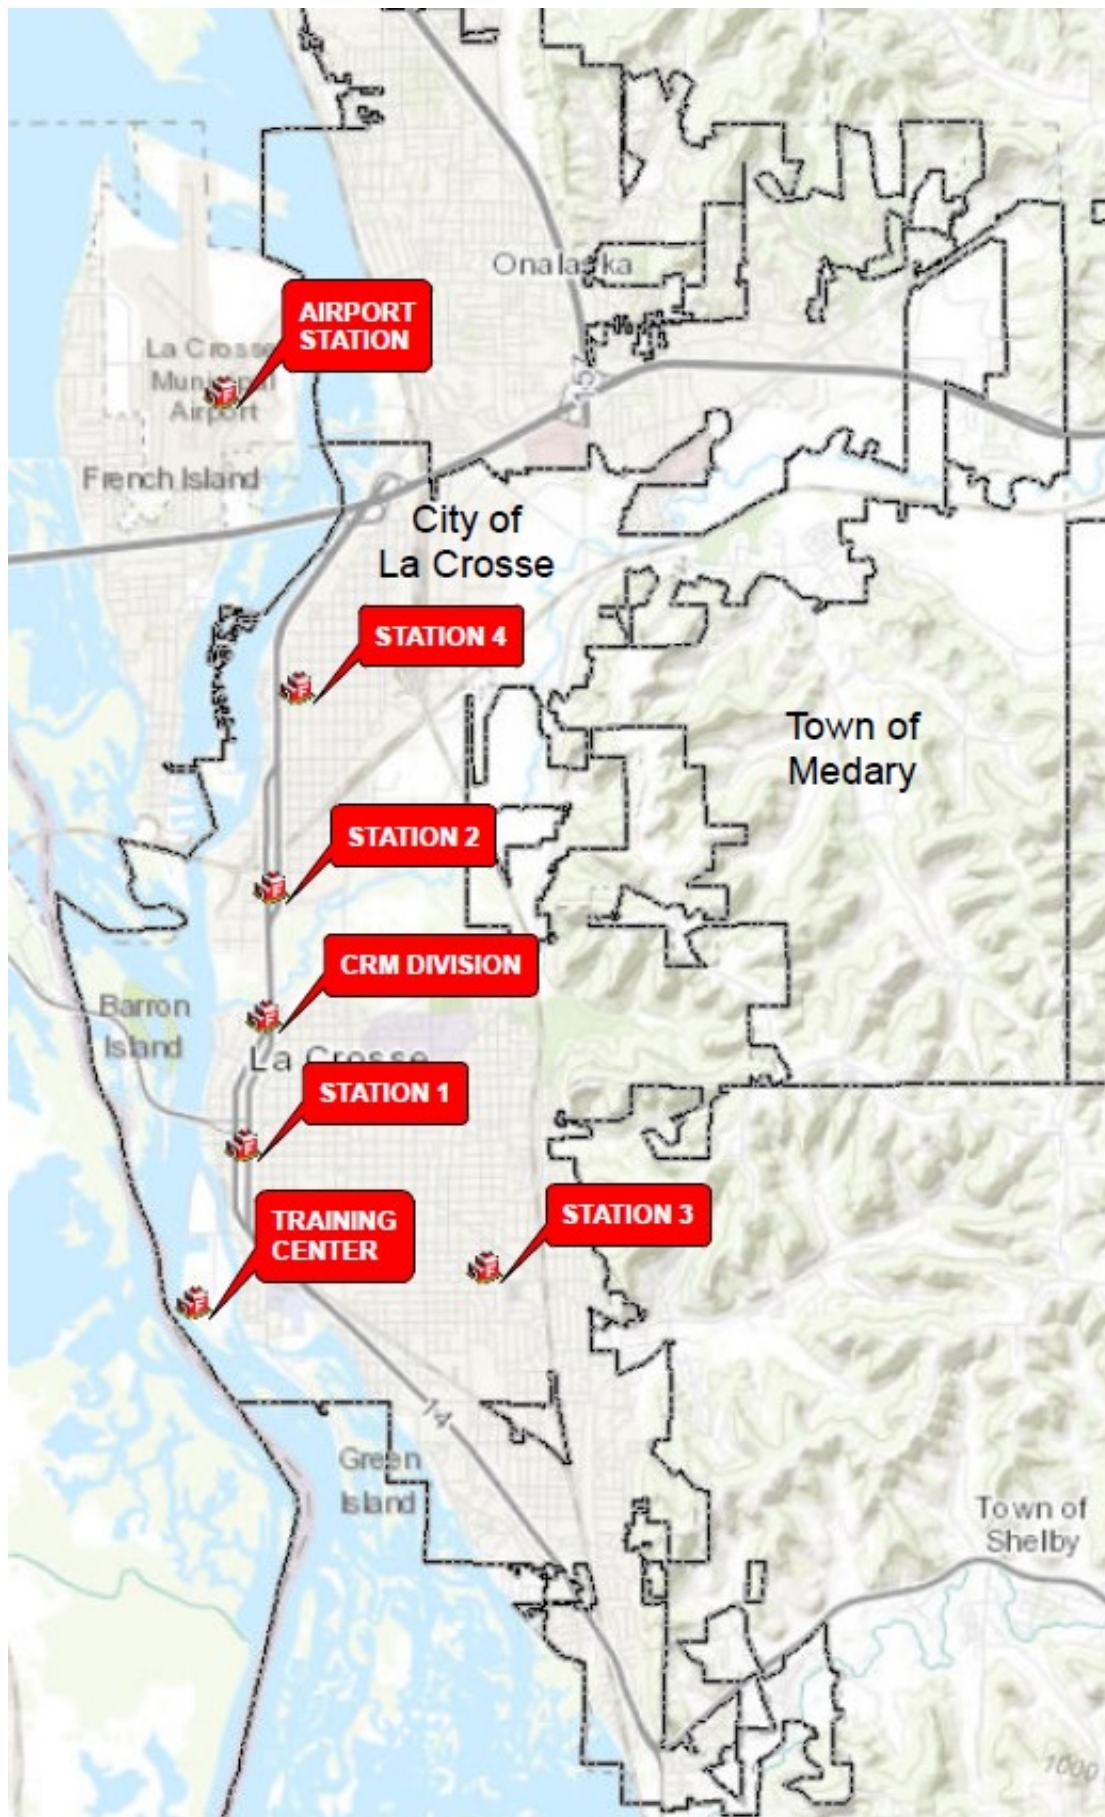 Onalaska
AIRPORT
STATION
La Crosse
Municipal
Airport
157
French Island
City of
La Crosse
STATION 4
Town of
Medary
STATION 2
CRM DIVISION
Barron
Island
La Crosse
STATION 1
STATION 3
TRAINING
CENTER
14
Green
Island
Town of
Shelby
1000